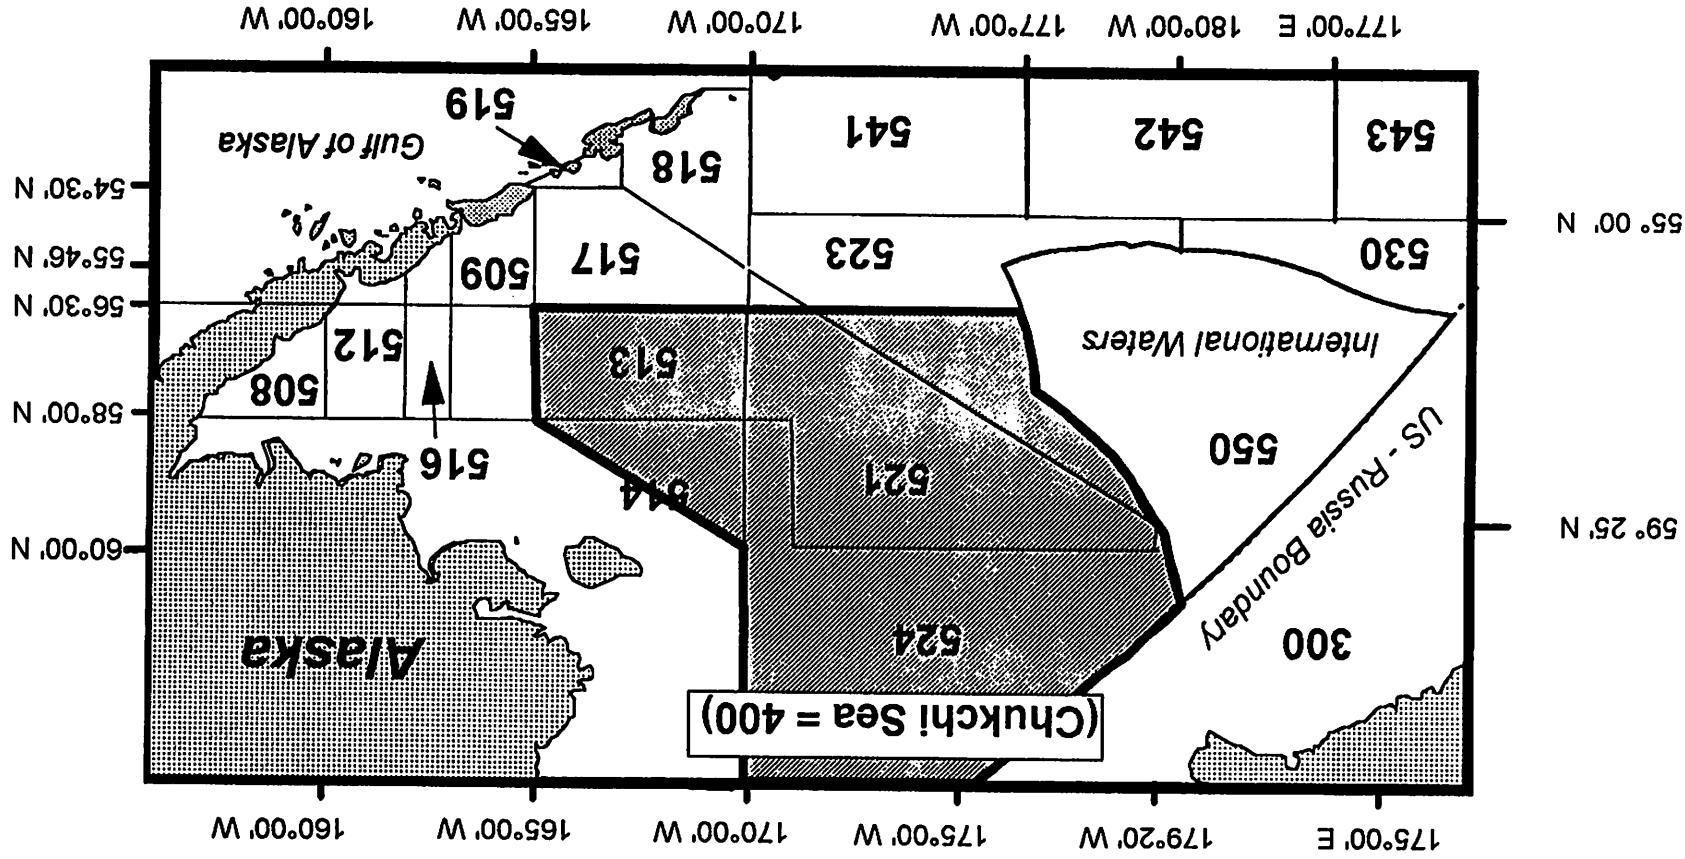 175°00' E
179°20' W
175°00' W
170°00' W
165°00' W
160°00' W
(Chukchi Sea = 400)
300
524
Alaska
US - Russia Boundary
59° 25' N
60°00' N
514
521
516
550
508
58°00' N
513
512
International Waters
56°30' N
530
523
517
509
55°46' N
55° 00' N
54°30' N
543
542
541
518
519
Gulf of Alaska
177°00' E
180°00' W
177°00' W
170°00' W
165°00' W
160°00' W